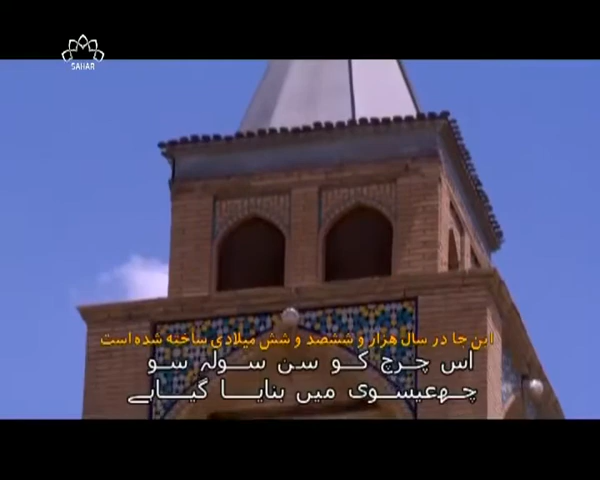 SAHAR
این جا در سال هزار و ششصد و شش میلادی ساخته شده است
اس چرچ کو سن سولہ سو
چھ عیسوی میں بنایا گیا ہے